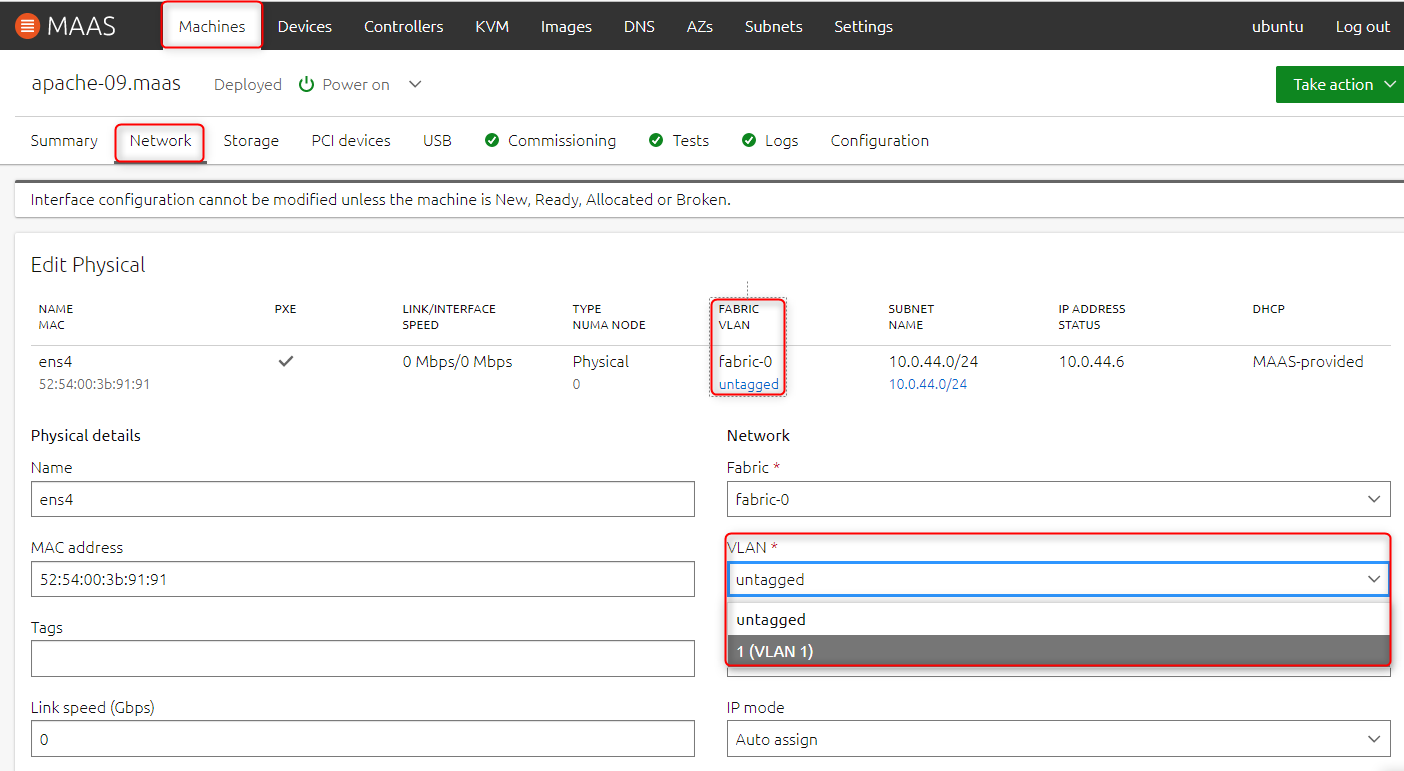 MAAS Machines Devices Controllers KVM Images DNS AZs Subnets Settings ubuntu Log out
apache-09.maas Deployed Power on Take action
Summary Network Storage PCI devices USB Commissioning Tests Logs Configuration
Interface configuration cannot be modified unless the machine is New, Ready, Allocated or Broken.
Edit Physical
NAME PXE LINK/INTERFACE TYPE FABRIC SUBNET IP ADDRESS DHCP
MAC SPEED NUMA NODE VLAN NAME STATUS
ens4 0 Mbps/0 Mbps Physical fabric-0 10.0.44.0/24 10.0.44.6 MAAS-provided
52:54:00:3b:91:91 0 untagged 10.0.44.0/24
Physical details Network
Name Fabric *
ens4 fabric-0
MAC address VLAN *
52:54:00:3b:91:91 untagged
Tags untagged
1 (VLAN 1)
Link speed (Gbps) IP mode
0 Auto assign